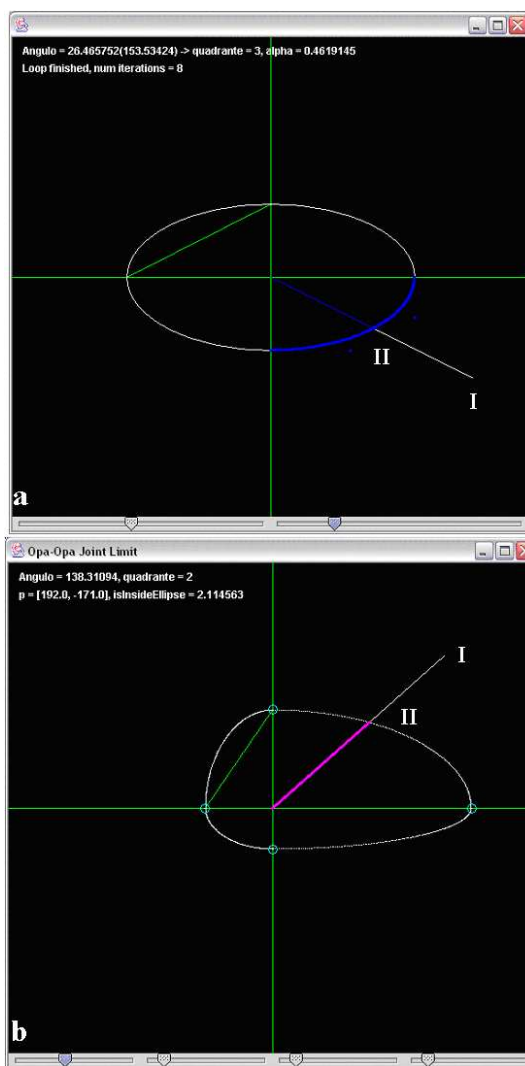 Angulo = 26.465752(153.53424) -> quadrante = 3, alpha = 0.4619145
Loop finished, num iterations = 8
II
I
a
Opa-Opa Joint Limit
Angulo = 138.31094, quadrante = 2
p = [192.0, -171.0], isInsideEllipse = 2.114563
I
II
b